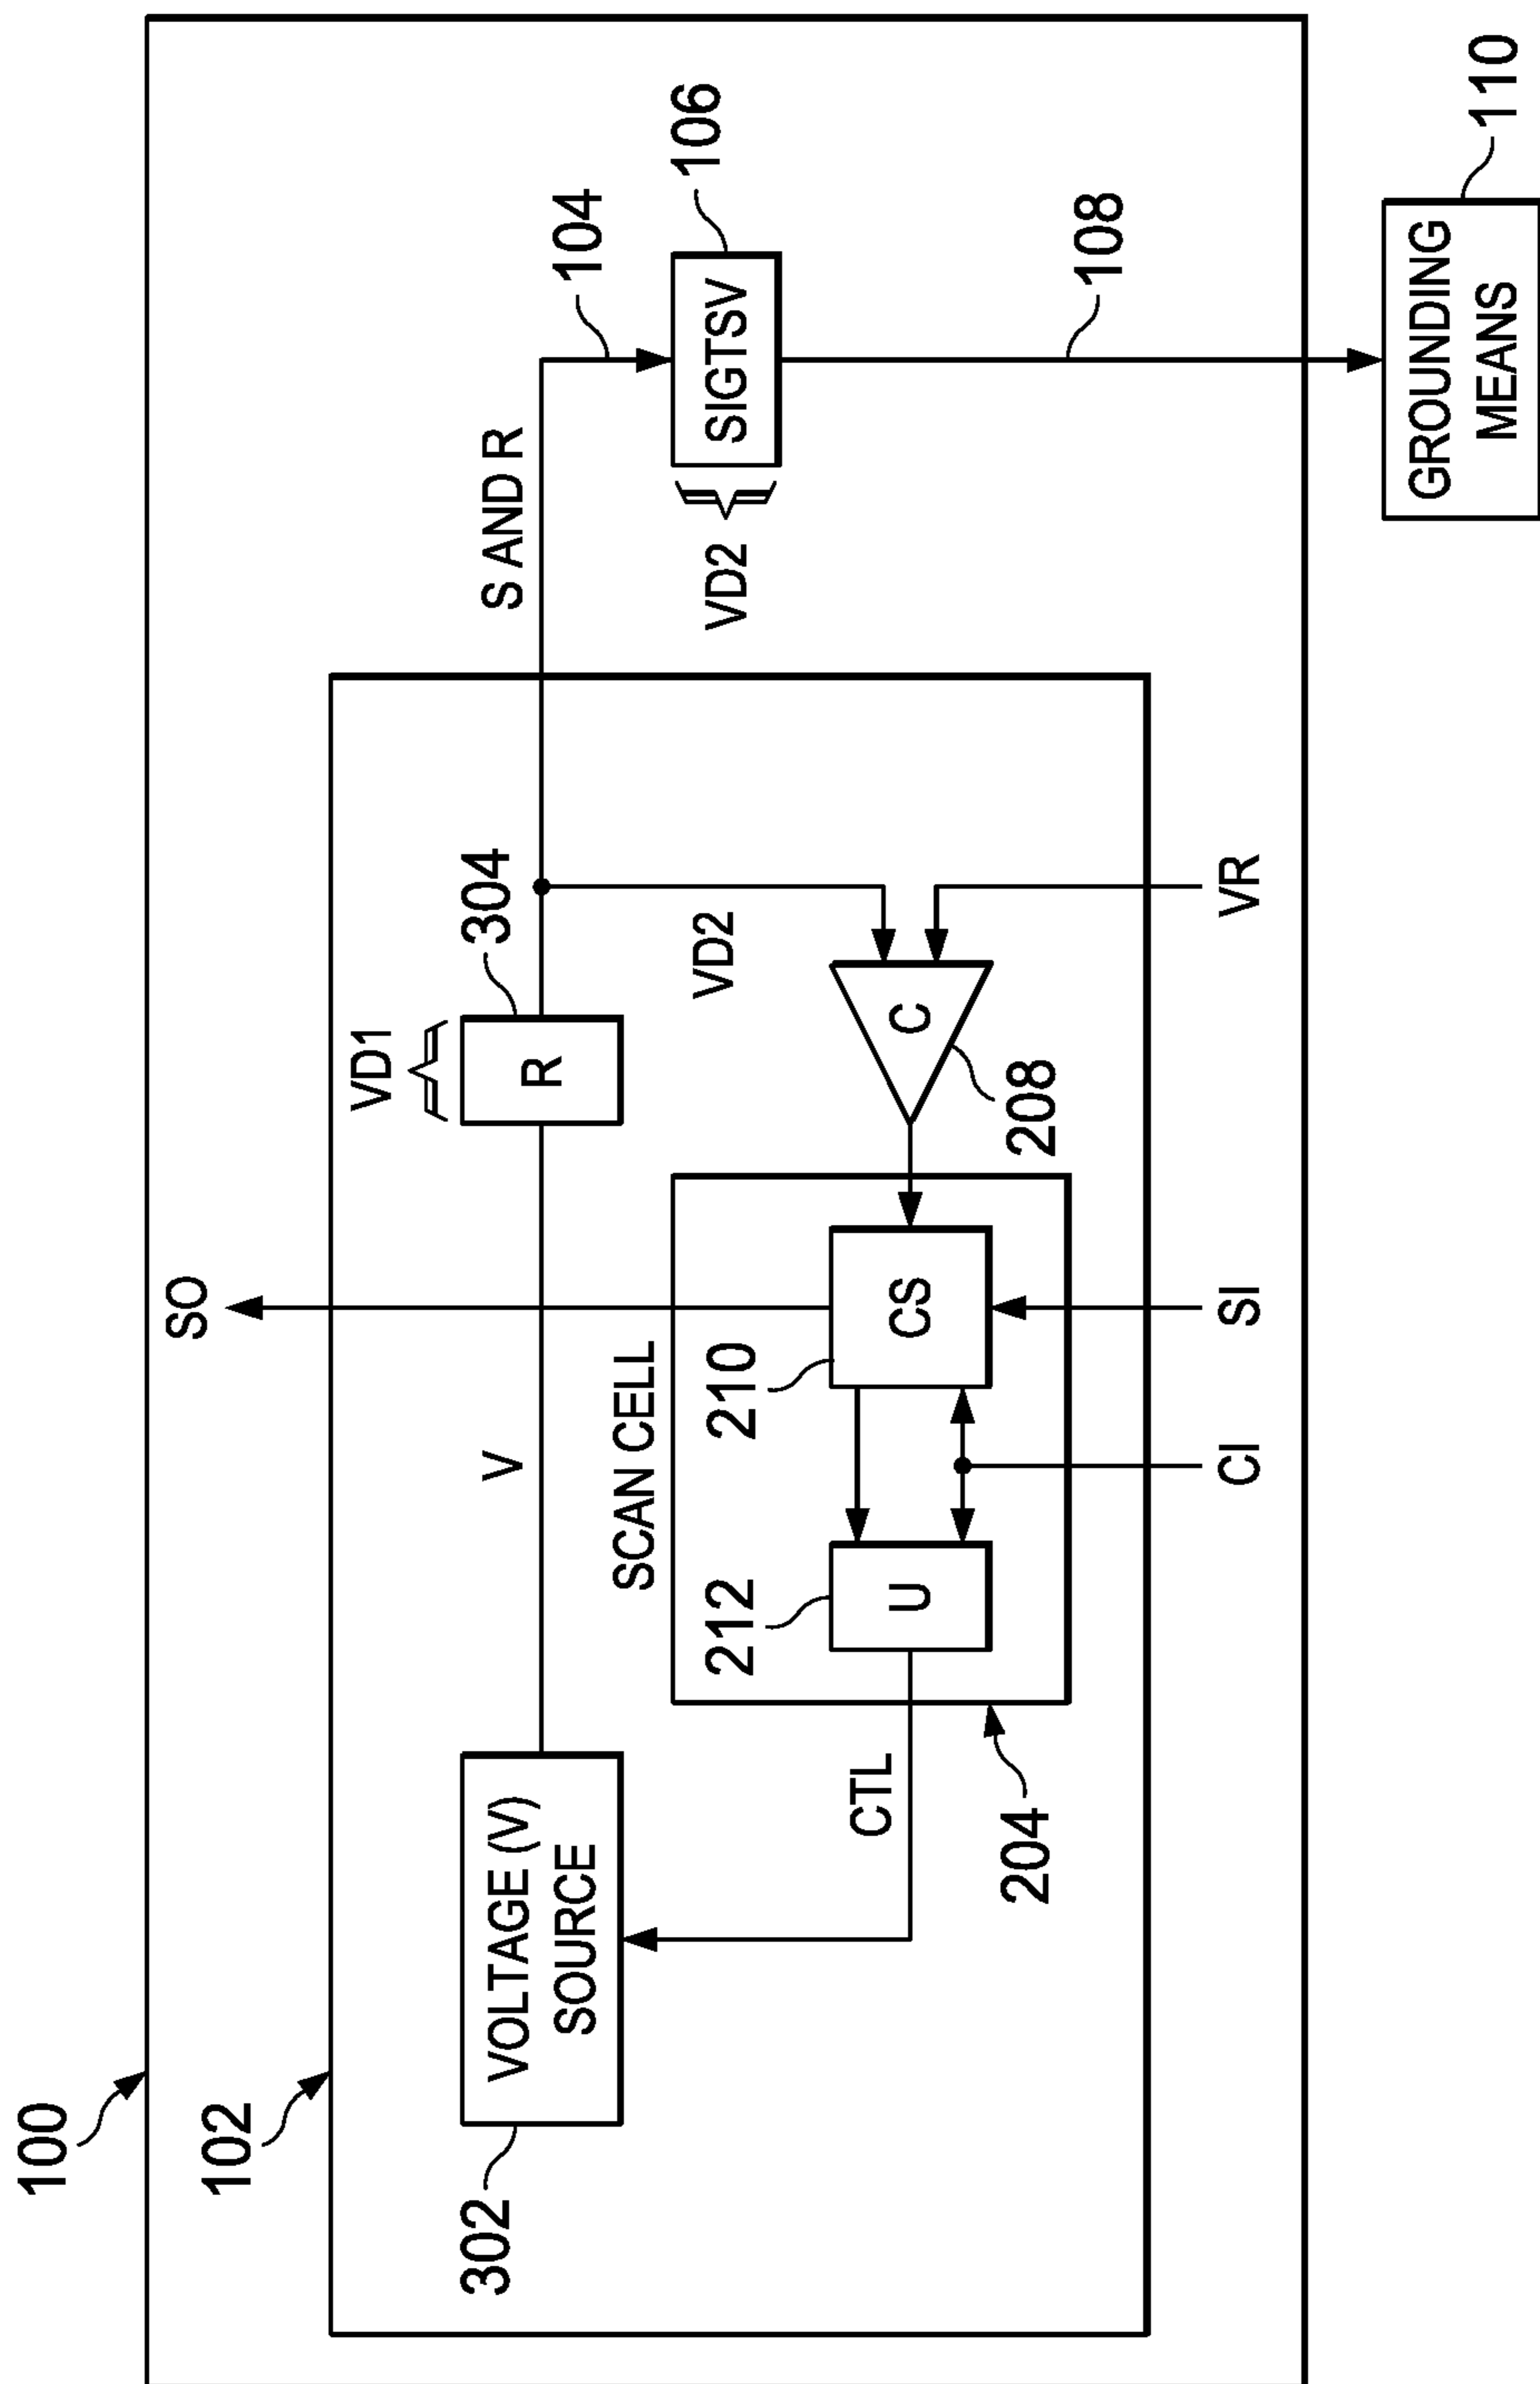 100
102
SO
VD1
304
302
VOLTAGE (V)
SOURCE
V
R
S AND R
104
SCAN CELL
212
210
VD2
VD2
SIGTSV
106
CTL
U
CS
C
204
208
108
CI
SI
VR
GROUNDING
MEANS
110